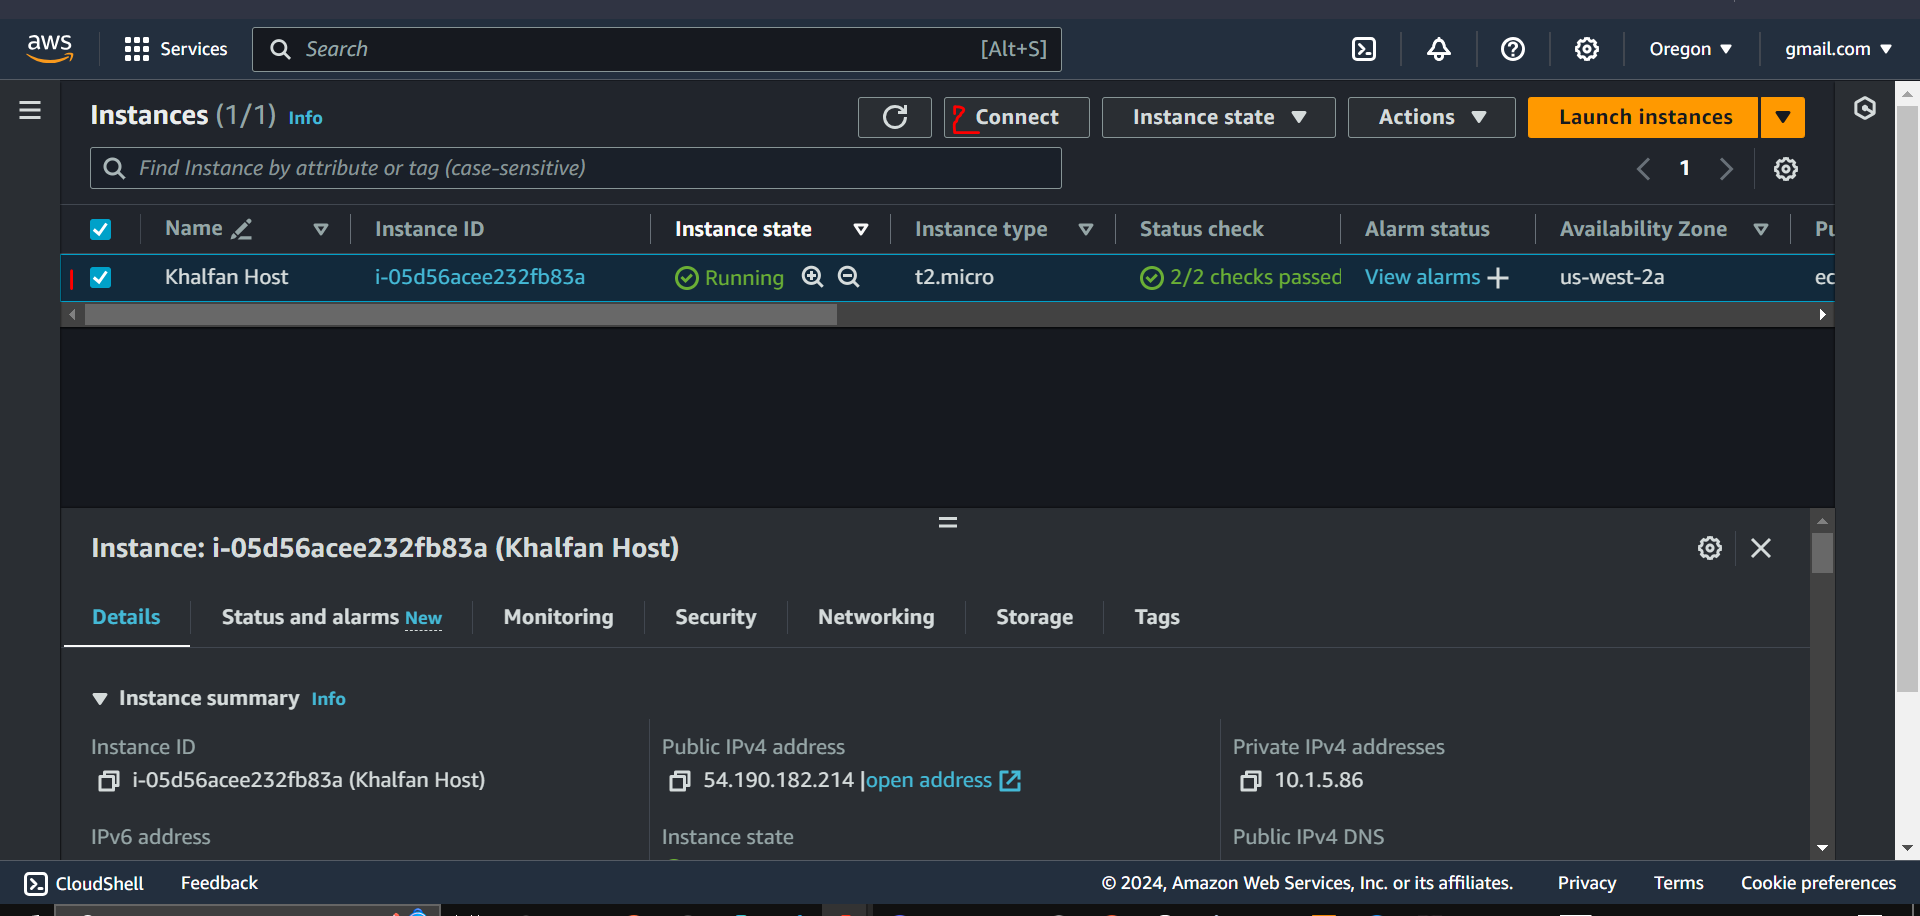 aws Services Search [Alt+S] Oregon gmail.com
Instances (1/1) Info Connect Instance state Actions Launch instances
Find Instance by attribute or tag (case-sensitive) 1
Name Instance ID Instance state Instance type Status check Alarm status Availability Zone Pu
Khalfan Host i-05d56acee232fb83a Running t2.micro 2/2 checks passed View alarms us-west-2a ec
Instance: i-05d56acee232fb83a (Khalfan Host)
Details Status and alarms New Monitoring Security Networking Storage Tags
Instance summary Info
Instance ID Public IPv4 address Private IPv4 addresses
i-05d56acee232fb83a (Khalfan Host) 54.190.182.214 |open address 10.1.5.86
IPv6 address Instance state Public IPv4 DNS
CloudShell Feedback © 2024, Amazon Web Services, Inc. or its affiliates. Privacy Terms Cookie preferences